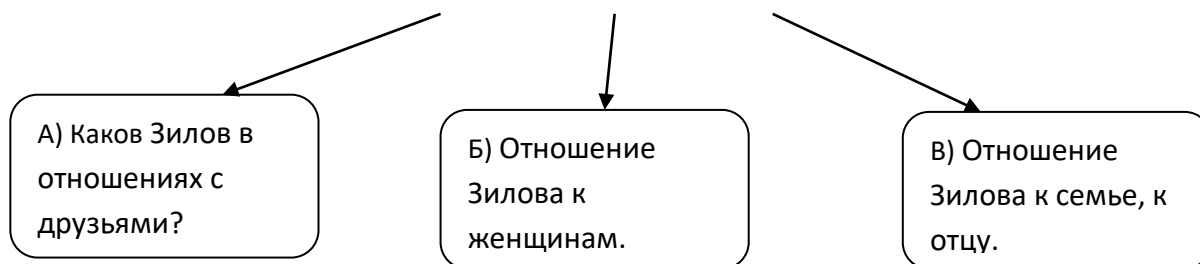 А) Каков Зилов в
отношениях с
друзьями?
Б) Отношение
Зилова к
женщинам.
В) Отношение
Зилова к семье, к
отцу.